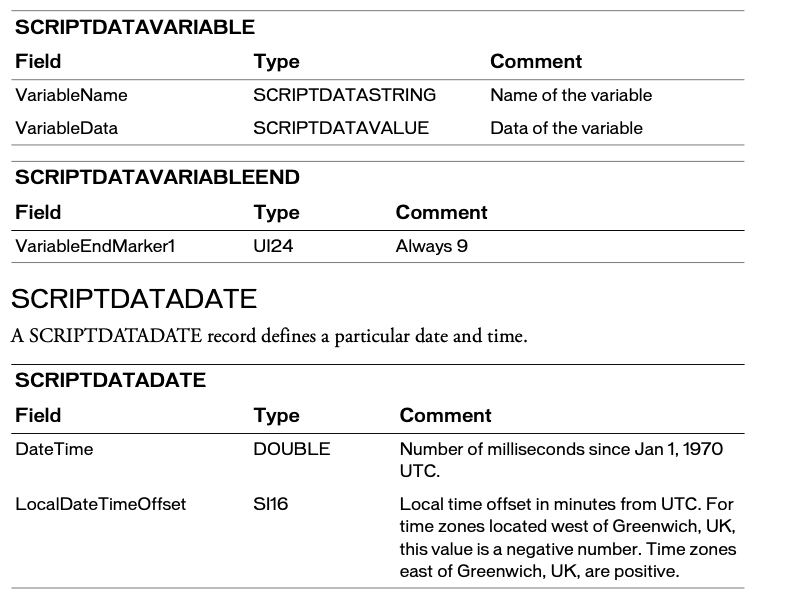 SCRIPTDATAVARIABLE
Field Type Comment
VariableName SCRIPTDATASTRING Name of the variable
VariableData SCRIPTDATAVALUE Data of the variable
SCRIPTDATAVARIABLEEND
Field Type Comment
VariableEndMarker1 UI24 Always 9
SCRIPTDATADATE
A SCRIPTDATADATE record defines a particular date and time.
SCRIPTDATADATE
Field Type Comment
DateTime DOUBLE Number of milliseconds since Jan 1, 1970
UTC.
LocalDateTimeOffset SI16 Local time offset in minutes from UTC. For
time zones located west of Greenwich, UK,
this value is a negative number. Time zones
east of Greenwich, UK, are positive.